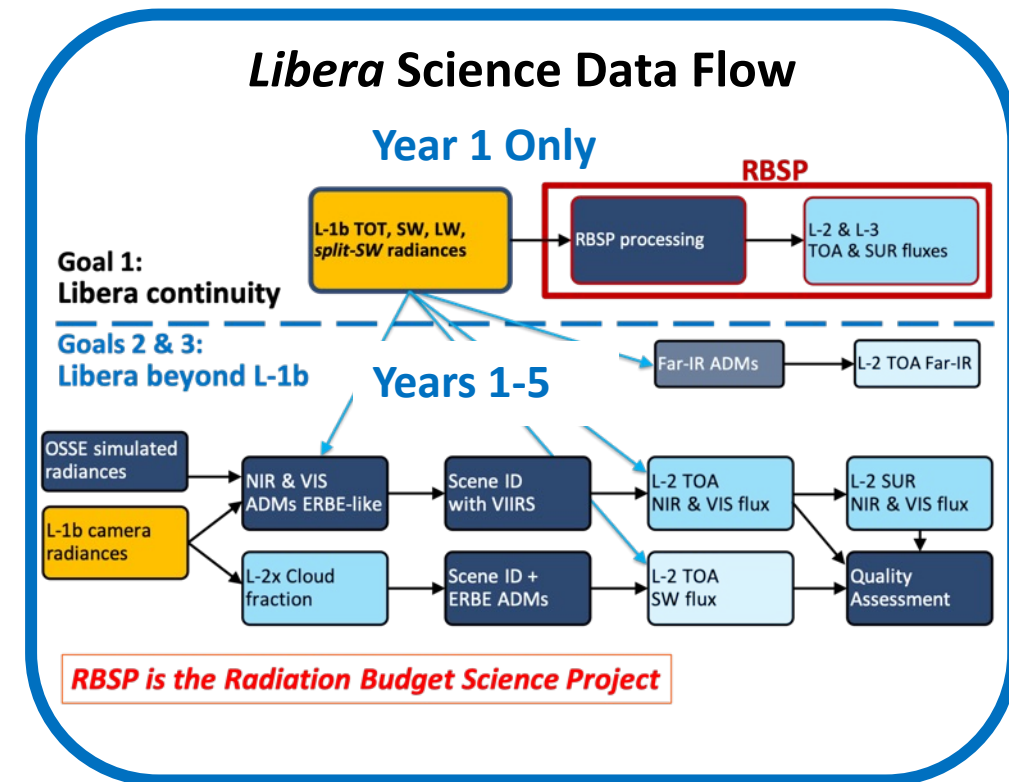 Libera Science Data Flow
Year 1 Only
RBSP
L-1b TOT, SW, LW,
split-SW radiances
RBSP processing
L-2 & L-3
TOA & SUR fluxes
Goal 1:
Libera continuity
Goals 2 & 3:
Libera beyond L-1b
Years 1-5
Far-IR ADMs
L-2 TOA Far-IR
OSSE simulated
radiances
NIR & VIS
ADMs ERBE-like
Scene ID
with VIIRS
L-2 TOA
NIR & VIS flux
L-2 SUR
NIR & VIS flux
L-1b camera
radiances
L-2x Cloud
fraction
Scene ID +
ERBE ADMs
L-2 TOA
SW flux
Quality
Assessment
RBSP is the Radiation Budget Science Project